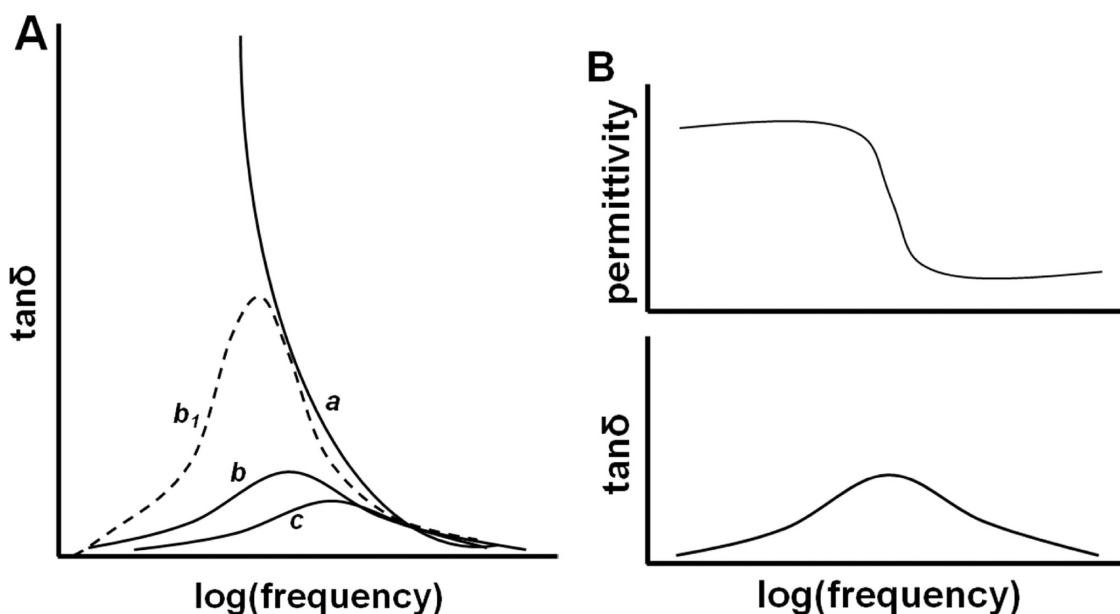 A
tanδ
a
b₁
b
c
log(frequency)
B
permittivity
tanδ
log(frequency)